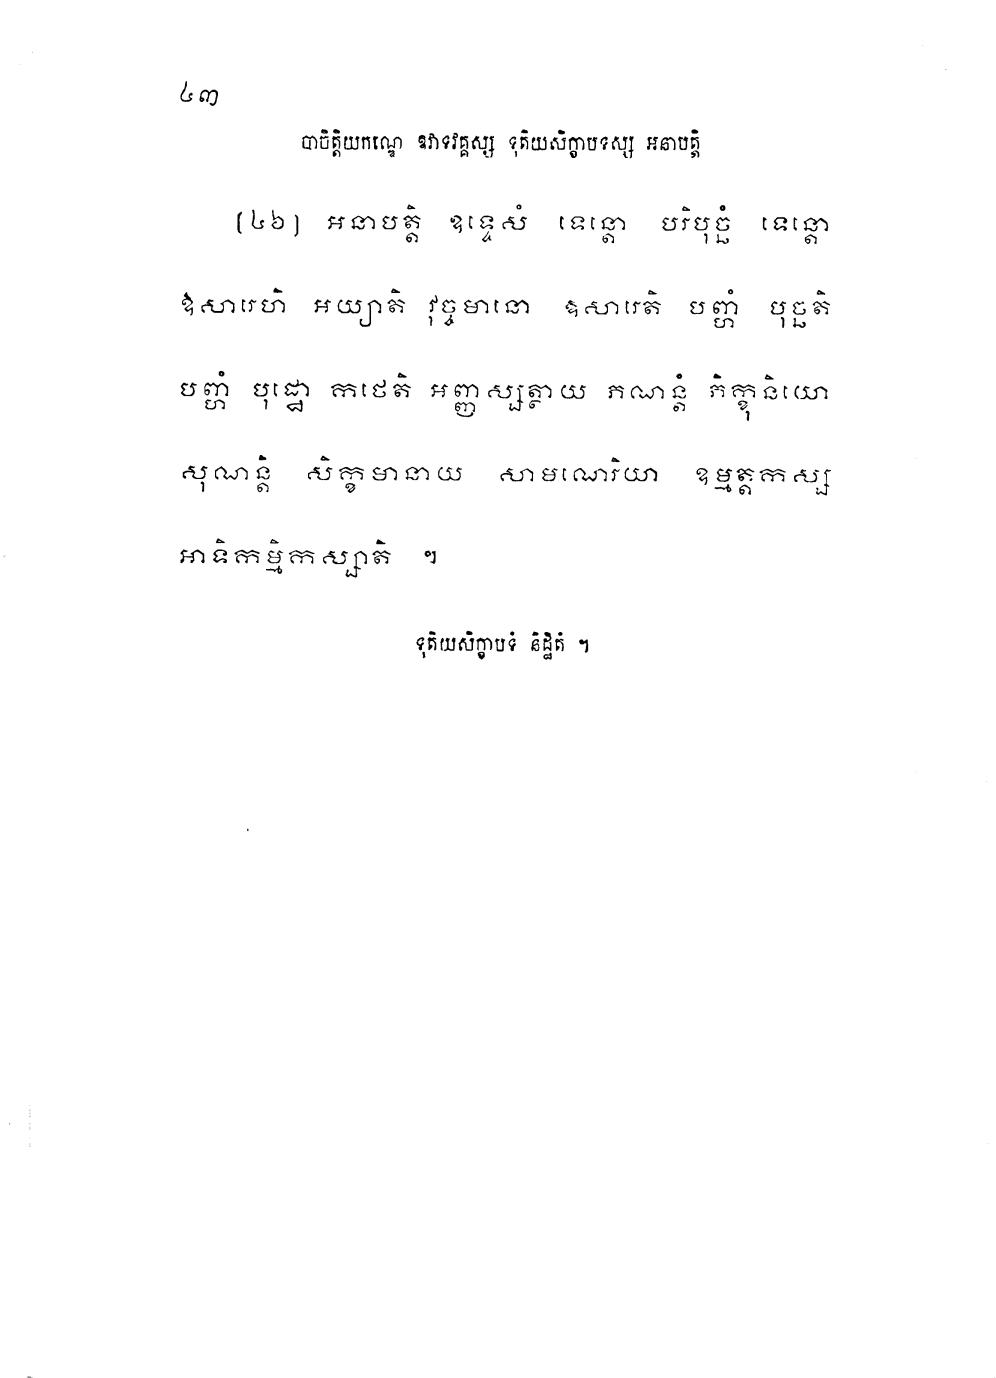 ៤៣
បាចិត្តិយកណ្ឌេ ឱវាទវគ្គស្ស ទុតិយសិក្ខាបទស្ស អនាបត្តិ
(៤៦) អនាបត្តិ ឧទ្ទេសំ ទេន្តោ បរិបុច្ឆំ ទេន្តោ
ឱសារេហិ អយ្យាតិ វុច្ចមានោ ឱសារេតិ បញ្ហំ បុច្ឆតិ
បញ្ហំ បុដ្ឋោ កថេតិ អញ្ញស្សត្ថាយ ភណន្តំ ភិក្ខុនិយោ
សុណន្តិ សិក្ខមានាយ សាមណេរិយា ឧម្មត្តកស្ស
អាទិកម្មិកស្សាតិ ។
ទុតិយសិក្ខាបទំ និដ្ឋិតំ ។